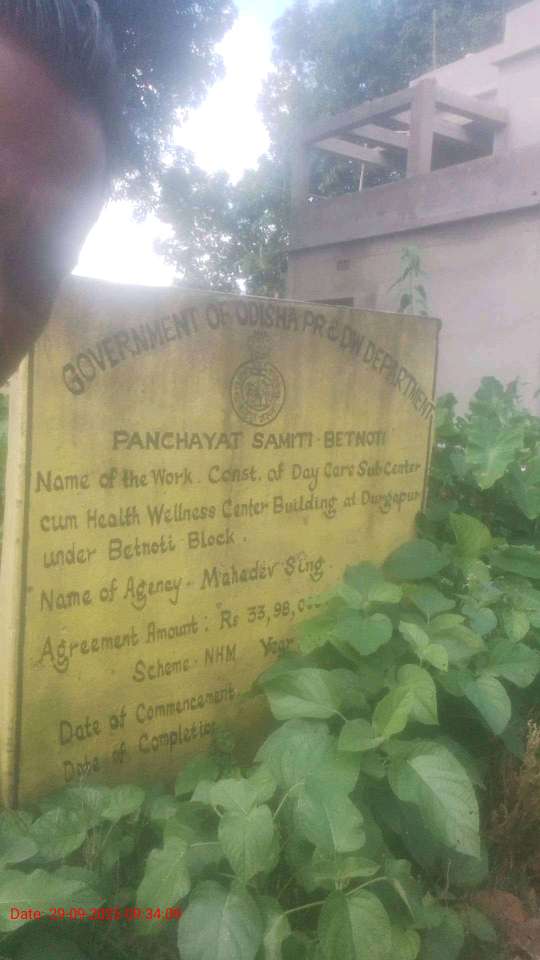 GOVERNMENT OF ODISHA PR & DW DEPARTMENT
PANCHAYAT SAMITI - BETNOTI
Name of the Work . Const. of Day Care Sub Center
cum Health Wellness Center Building at Durgapur
under Betnoti Block .
Name of Agency - Mahadev Sing .
Agreement Amount : Rs 33,98,
Scheme - NHM Year
Date of Commencement
Date of Completion
Date: 29-09-2025 09:34:09